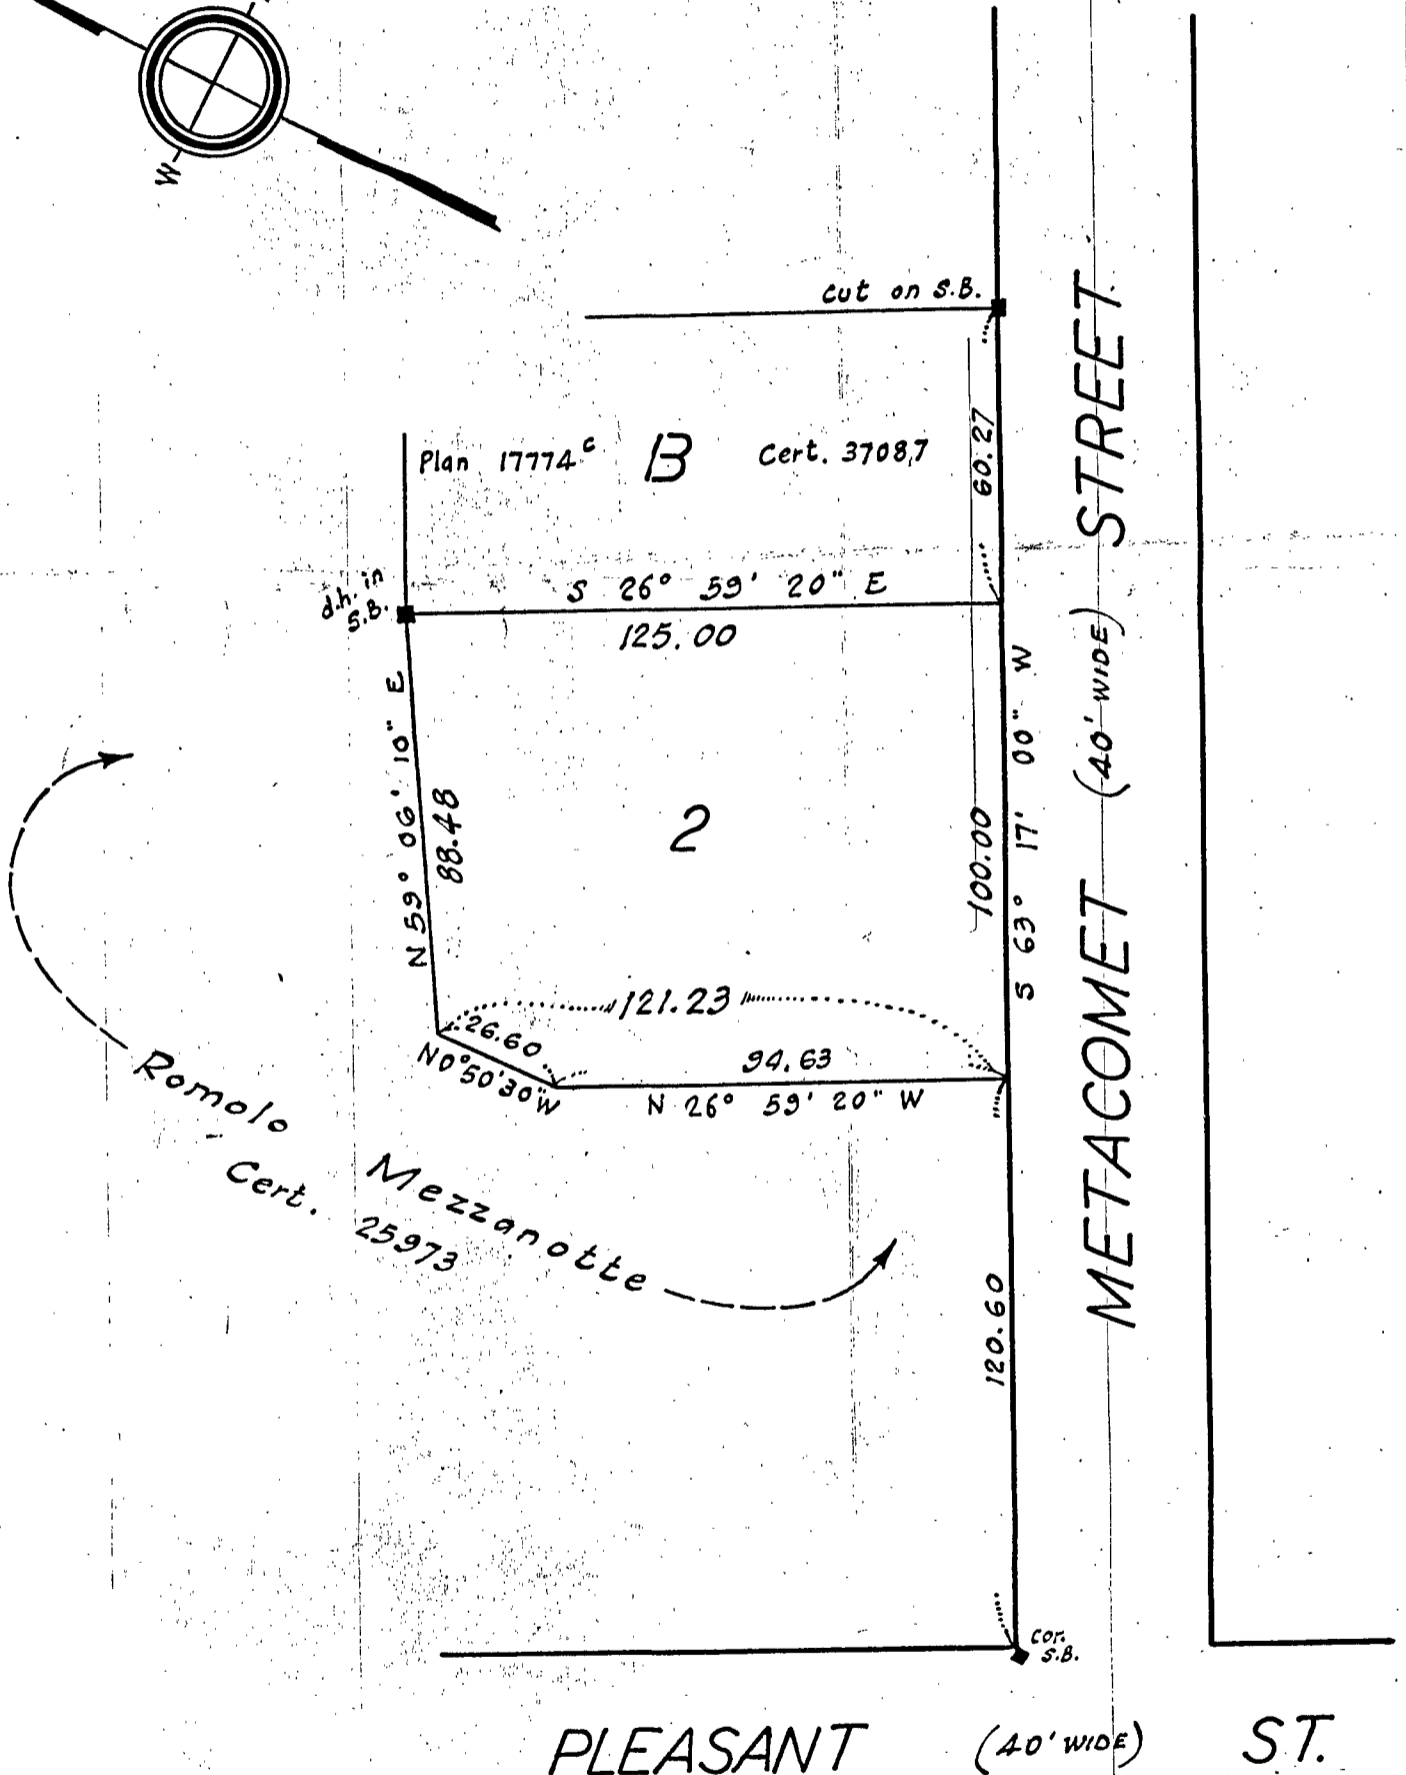 W
cut on S.B.
60.27
Plan 17774 C
B
Cert. 37087
d.h. in
S.B.
S 26° 59' 20" E
125.00
N 59° 06' 10" E
88.48
2
100.00
S 63° 17' 00" W
METACOMET (40' WIDE) STREET
121.23
26.60
N 0° 50' 30" W
94.63
N 26° 59' 20" W
Romolo Mezzanotte
Cert. 25973
120.60
cor.
S.B.
PLEASANT (40' WIDE) ST.